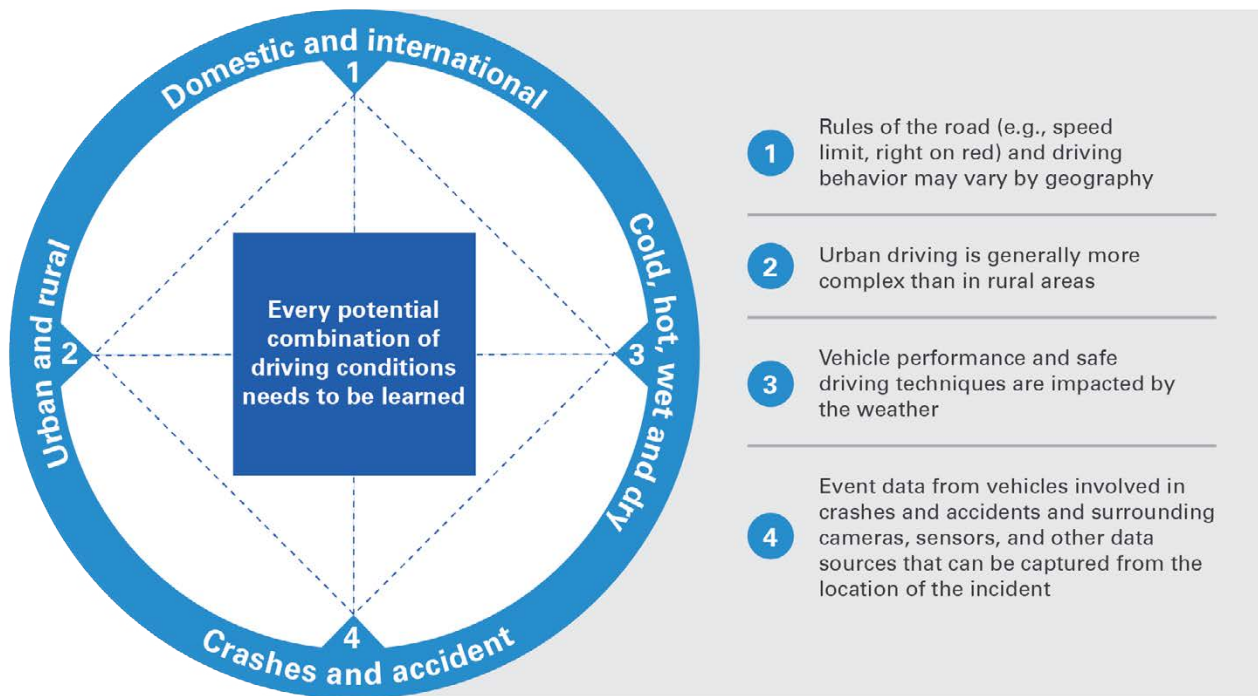 Domestic and international
1
Urban and rural
2
Every potential
combination of
driving conditions
needs to be learned
3
Cold, hot, wet and dry
4
Crashes and accident
1
Rules of the road (e.g., speed
limit, right on red) and driving
behavior may vary by geography
2
Urban driving is generally more
complex than in rural areas
3
Vehicle performance and safe
driving techniques are impacted by
the weather
4
Event data from vehicles involved in
crashes and accidents and surrounding
cameras, sensors, and other data
sources that can be captured from the
location of the incident